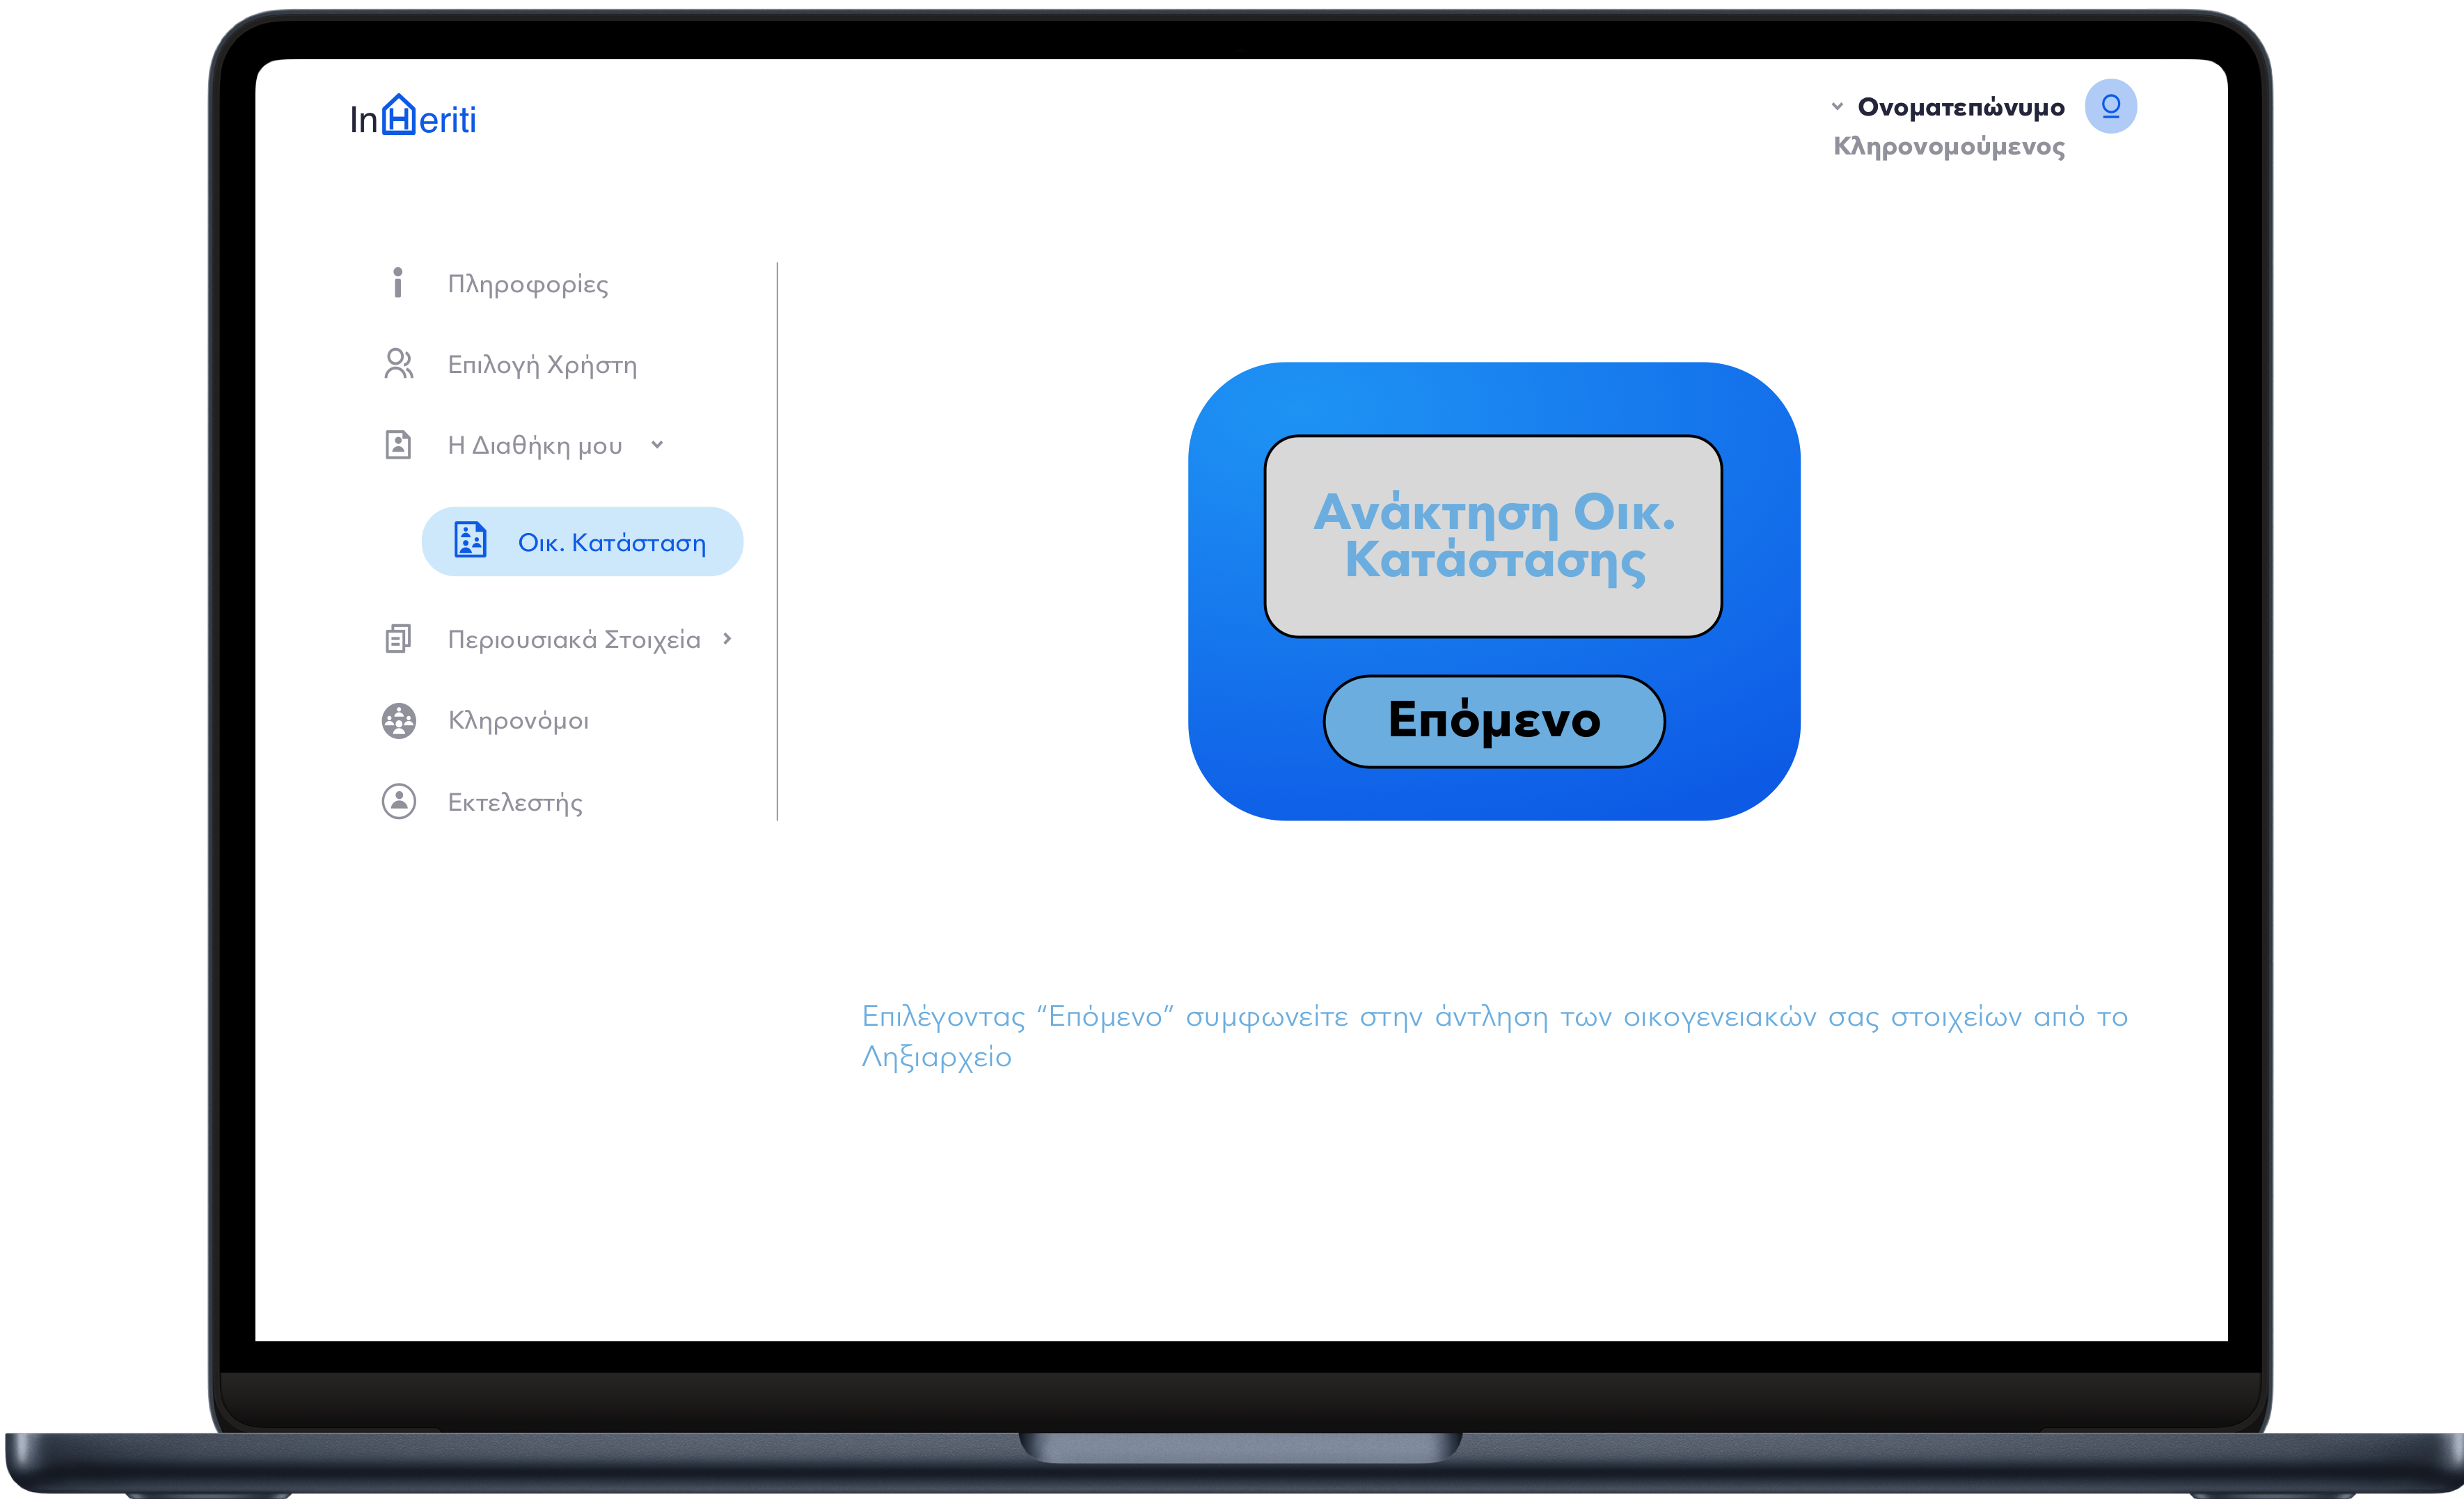 InHeriti
Ονοματεπώνυμο
Κληρονομούμενος
Πληροφορίες
Επιλογή Χρήστη
Η Διαθήκη μου
Οικ. Κατάσταση
Περιουσιακά Στοιχεία
Κληρονόμοι
Εκτελεστής
Ανάκτηση Οικ.
Κατάστασης
Επόμενο
Επιλέγοντας “Επόμενο” συμφωνείτε στην άντληση των οικογενειακών σας στοιχείων από το
Ληξιαρχείο